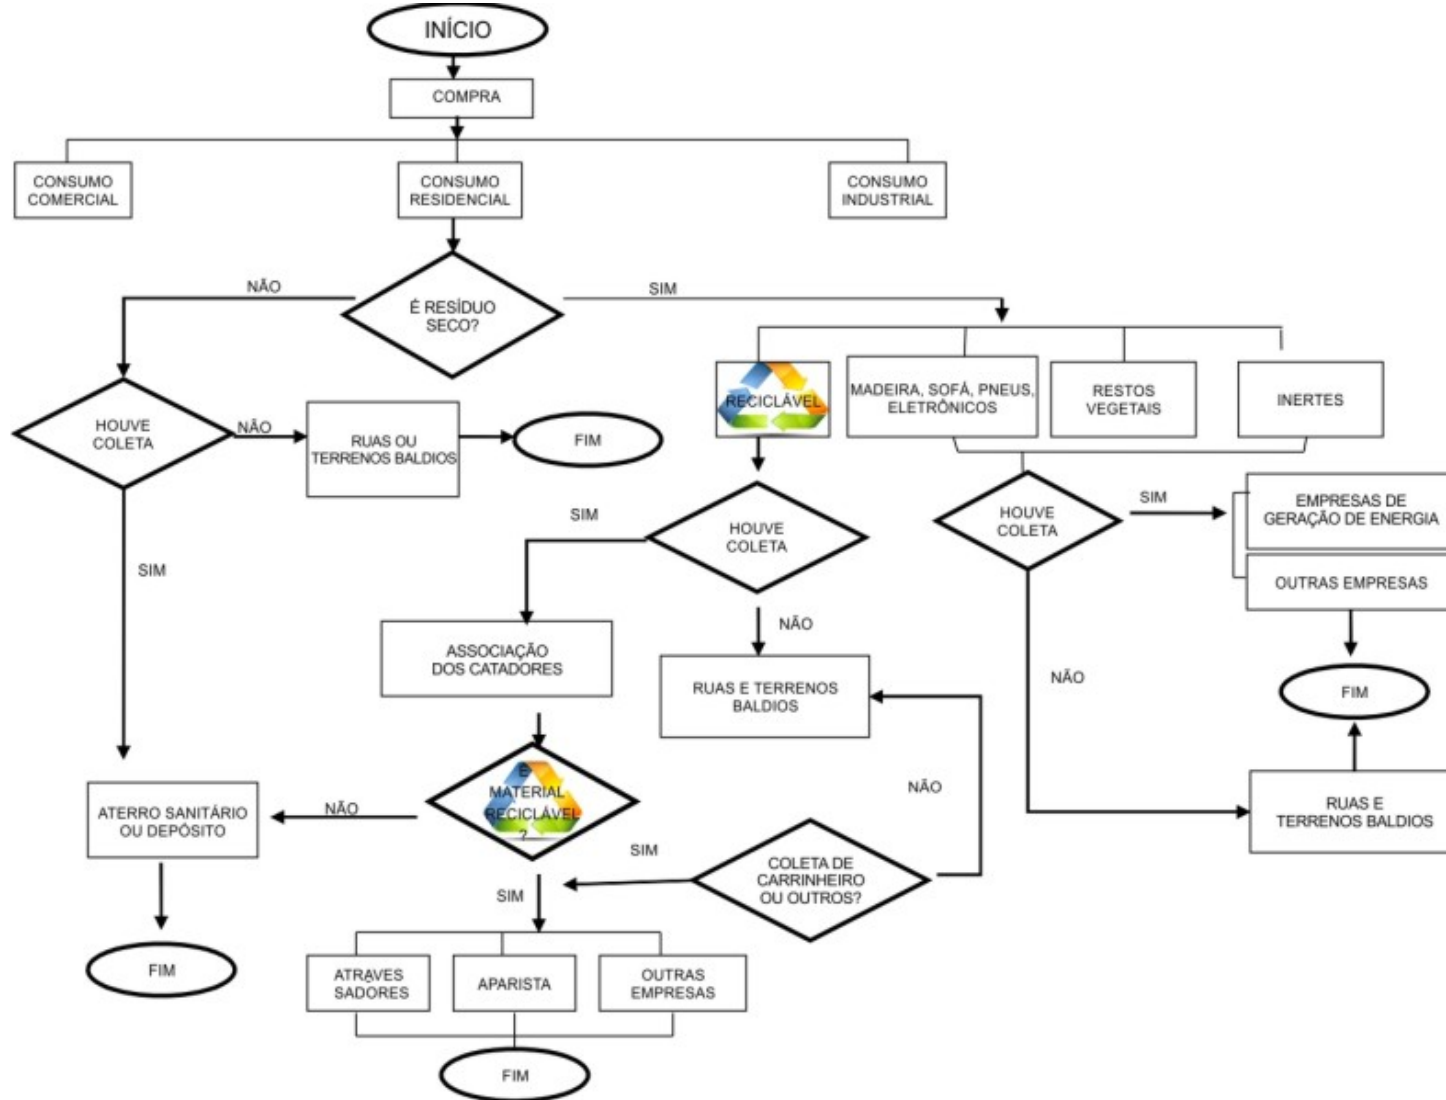 INÍCIO
COMPRA
CONSUMO
COMERCIAL
CONSUMO
RESIDENCIAL
CONSUMO
INDUSTRIAL
NÃO
É RESÍDUO
SECO?
SIM
RECICLÁVEL
MADEIRA, SOFÁ, PNEUS,
ELETRÔNICOS
RESTOS
VEGETAIS
INERTES
HOUVE
COLETA
NÃO
RUAS OU
TERRENOS BALDIOS
FIM
SIM
SIM
HOUVE
COLETA
NÃO
HOUVE
COLETA
SIM
EMPRESAS DE
GERAÇÃO DE ENERGIA
OUTRAS EMPRESAS
FIM
NÃO
RUAS E
TERRENOS BALDIOS
ASSOCIAÇÃO
DOS CATADORES
RUAS E TERRENOS
BALDIOS
NÃO
É
MATERIAL
RECICLÁVEL
?
NÃO
ATERRO SANITÁRIO
OU DEPÓSITO
FIM
SIM
COLETA DE
CARRINHEIRO
OU OUTROS?
SIM
ATRAVES
SADORES
APARISTA
OUTRAS
EMPRESAS
FIM